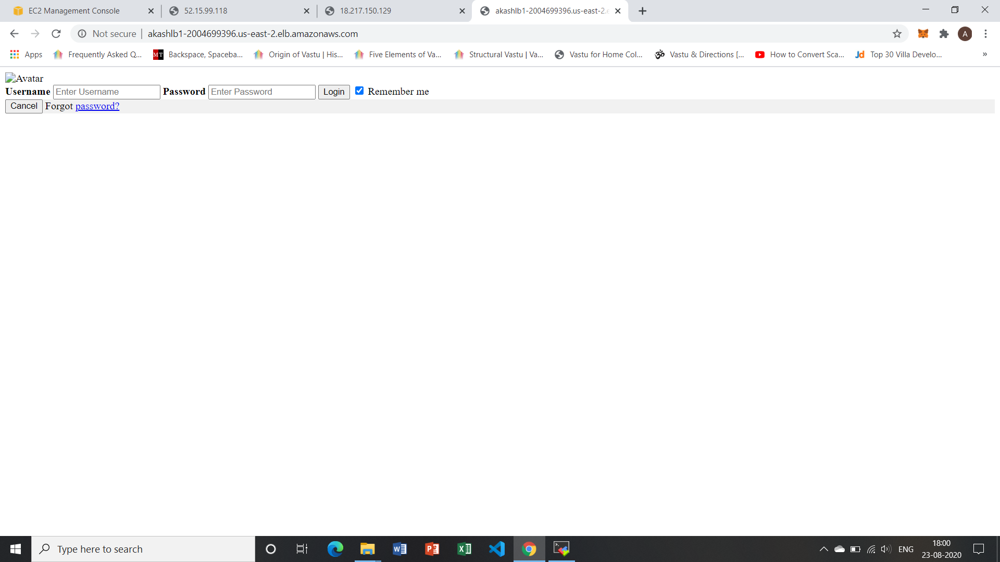 EC2 Management Console
52.15.99.118
18.217.150.129
akashlb1-2004699396.us-east-2.e
Not secure
akashlb1-2004699396.us-east-2.elb.amazonaws.com
A
Apps
Frequently Asked Q...
MT
Backspace, Spaceba...
Origin of Vastu | His...
Five Elements of Va...
Structural Vastu | Va...
Vastu for Home Col...
Vastu & Directions [...
How to Convert Sca...
Jd
Top 30 Villa Develo...
»
Avatar
Username Enter Username Password Enter Password Login Remember me
Cancel Forgot password?
Type here to search
ENG
18:00
23-08-2020